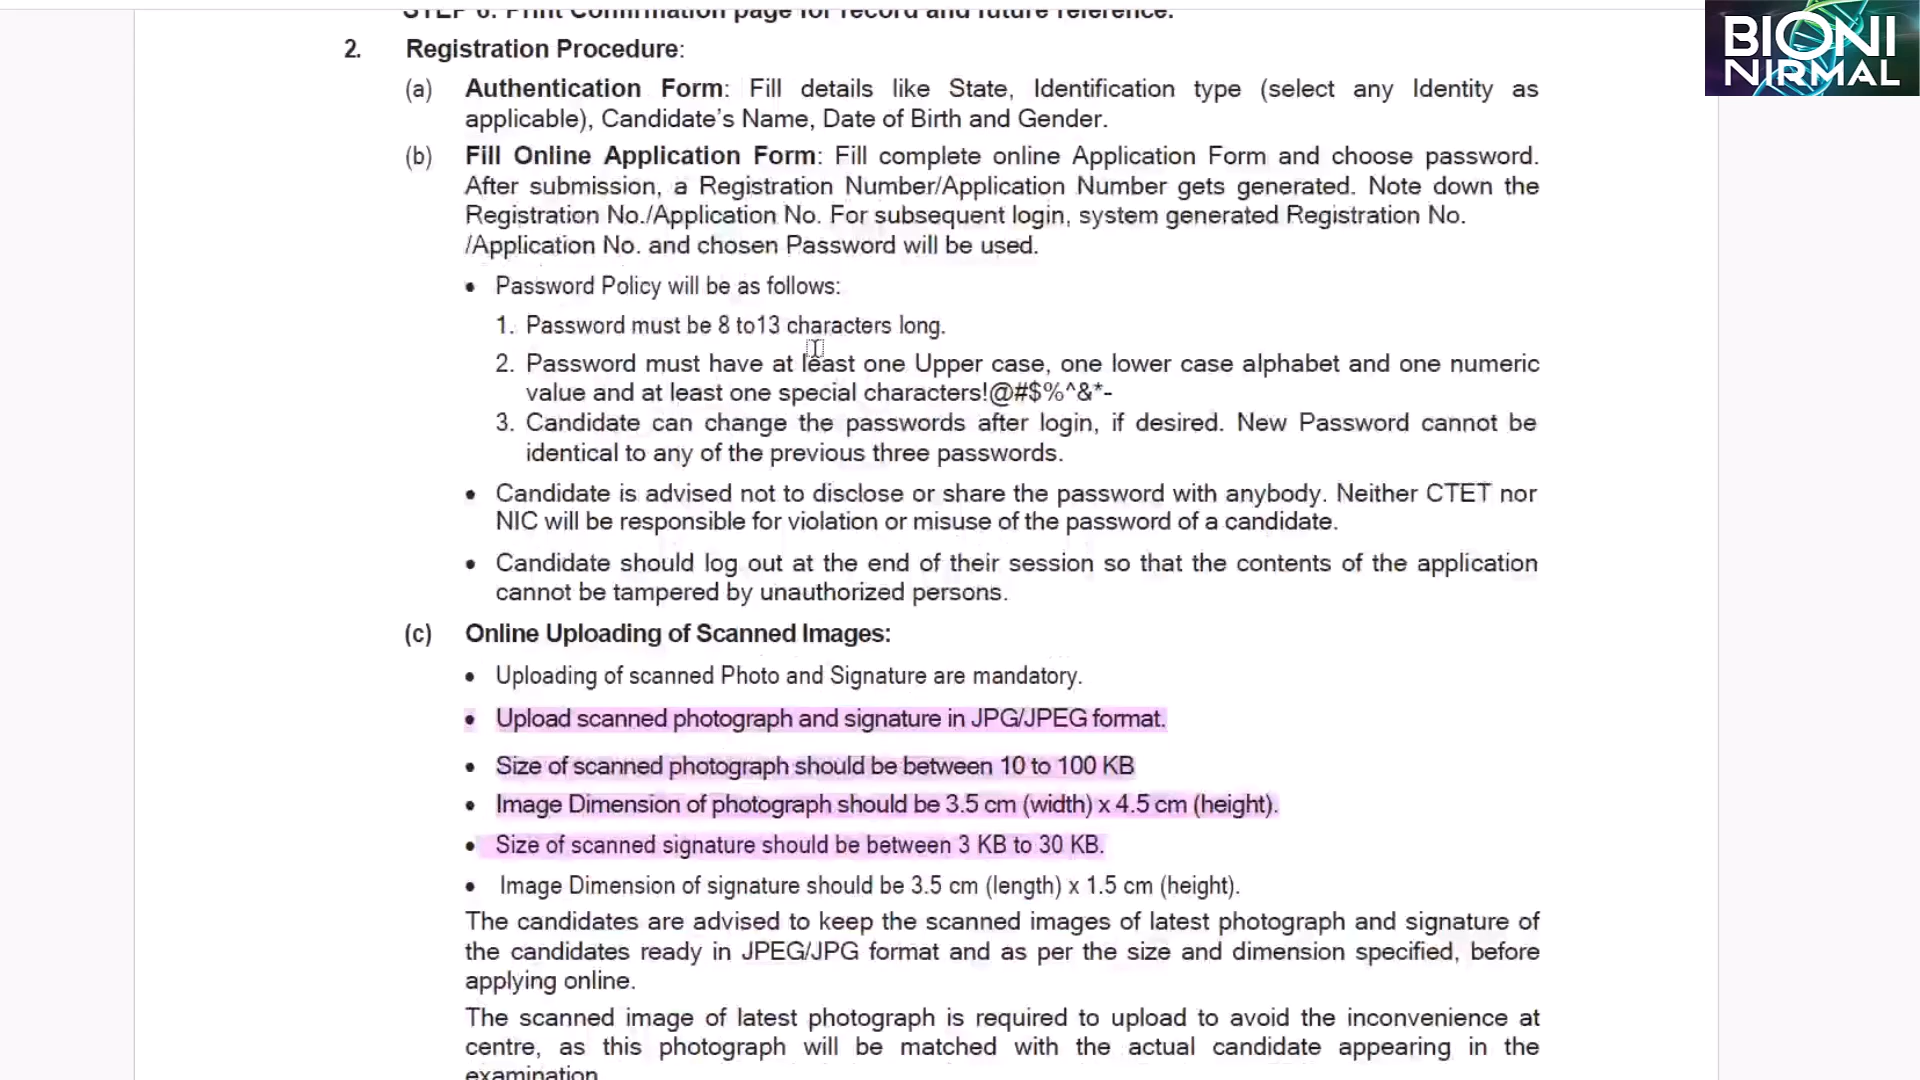 STEP 6: Print Confirmation page for record and future reference.
BIONI
NIRMAL
2. Registration Procedure:
(a) Authentication Form: Fill details like State, Identification type (select any Identity as
applicable), Candidate's Name, Date of Birth and Gender.
(b) Fill Online Application Form: Fill complete online Application Form and choose password.
After submission, a Registration Number/Application Number gets generated. Note down the
Registration No./Application No. For subsequent login, system generated Registration No.
/Application No. and chosen Password will be used.
• Password Policy will be as follows:
1. Password must be 8 to13 characters long.
2. Password must have at least one Upper case, one lower case alphabet and one numeric
value and at least one special characters!@#$%^&*-
3. Candidate can change the passwords after login, if desired. New Password cannot be
identical to any of the previous three passwords.
• Candidate is advised not to disclose or share the password with anybody. Neither CTET nor
NIC will be responsible for violation or misuse of the password of a candidate.
• Candidate should log out at the end of their session so that the contents of the application
cannot be tampered by unauthorized persons.
(c) Online Uploading of Scanned Images:
• Uploading of scanned Photo and Signature are mandatory.
• Upload scanned photograph and signature in JPG/JPEG format.
• Size of scanned photograph should be between 10 to 100 KB
• Image Dimension of photograph should be 3.5 cm (width) x 4.5 cm (height).
• Size of scanned signature should be between 3 KB to 30 KB.
• Image Dimension of signature should be 3.5 cm (length) x 1.5 cm (height).
The candidates are advised to keep the scanned images of latest photograph and signature of
the candidates ready in JPEG/JPG format and as per the size and dimension specified, before
applying online.
The scanned image of latest photograph is required to upload to avoid the inconvenience at
centre, as this photograph will be matched with the actual candidate appearing in the
examination